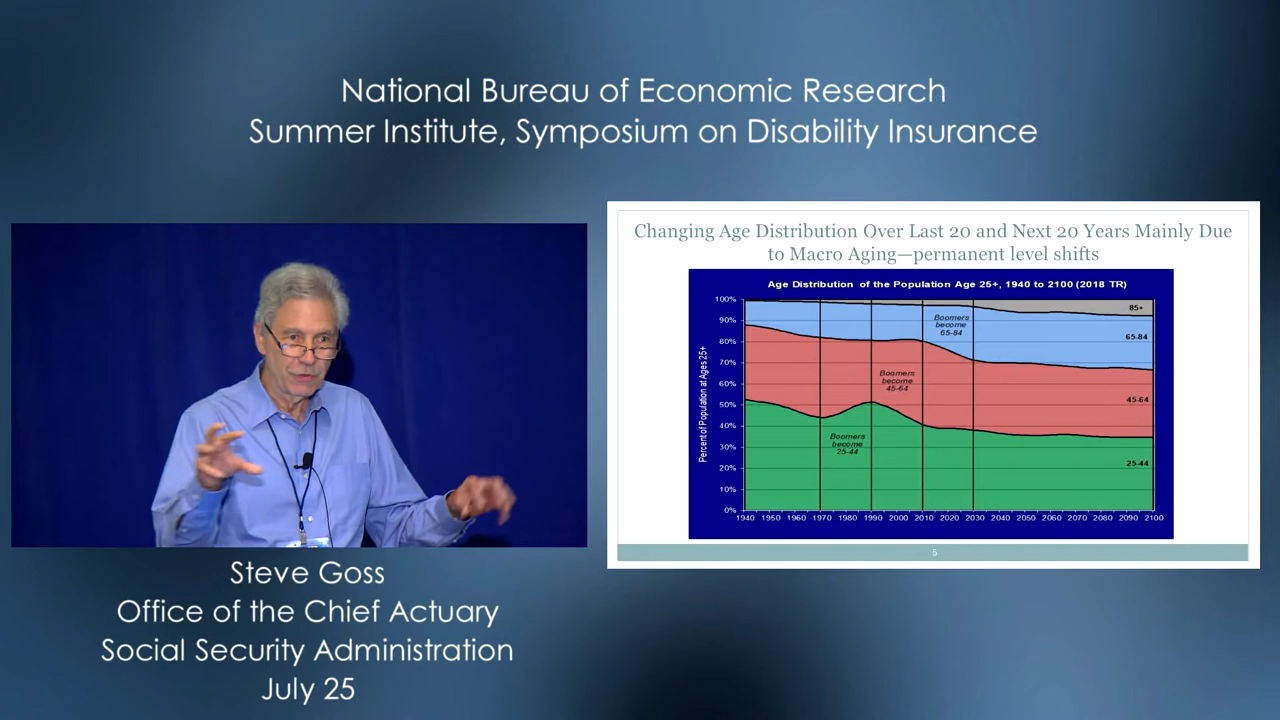 National Bureau of Economic Research
Summer Institute, Symposium on Disability Insurance
Changing Age Distribution Over Last 20 and Next 20 Years Mainly Due
to Macro Aging—permanent level shifts
Age Distribution of the Population Age 25+, 1940 to 2100 (2018 TR)
Percent of Population at Ages 25+
100%
90%
80%
70%
60%
50%
40%
30%
20%
10%
0%
85+
Boomers
become
65-84
65-84
Boomers
become
45-64
45-64
Boomers
become
25-44
25-44
1940 1950 1960 1970 1980 1990 2000 2010 2020 2030 2040 2050 2060 2070 2080 2090 2100
5
Steve Goss
Office of the Chief Actuary
Social Security Administration
July 25